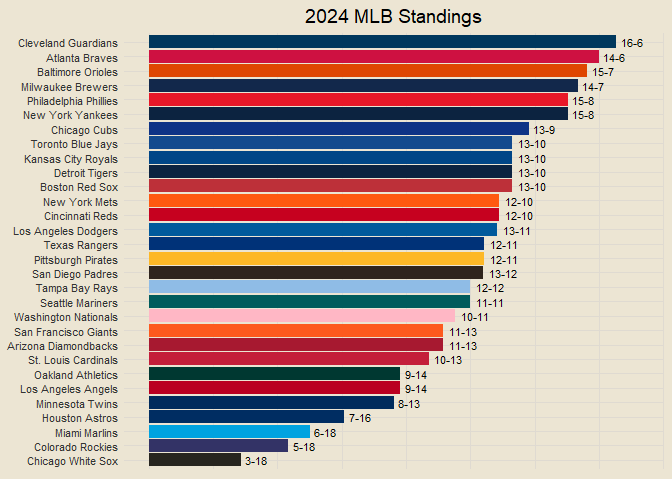 2024 MLB Standings
Cleveland Guardians 16-6
Atlanta Braves 14-6
Baltimore Orioles 15-7
Milwaukee Brewers 14-7
Philadelphia Phillies 15-8
New York Yankees 15-8
Chicago Cubs 13-9
Toronto Blue Jays 13-10
Kansas City Royals 13-10
Detroit Tigers 13-10
Boston Red Sox 13-10
New York Mets 12-10
Cincinnati Reds 12-10
Los Angeles Dodgers 13-11
Texas Rangers 12-11
Pittsburgh Pirates 12-11
San Diego Padres 13-12
Tampa Bay Rays 12-12
Seattle Mariners 11-11
Washington Nationals 10-11
San Francisco Giants 11-13
Arizona Diamondbacks 11-13
St. Louis Cardinals 10-13
Oakland Athletics 9-14
Los Angeles Angels 9-14
Minnesota Twins 8-13
Houston Astros 7-16
Miami Marlins 6-18
Colorado Rockies 5-18
Chicago White Sox 3-18